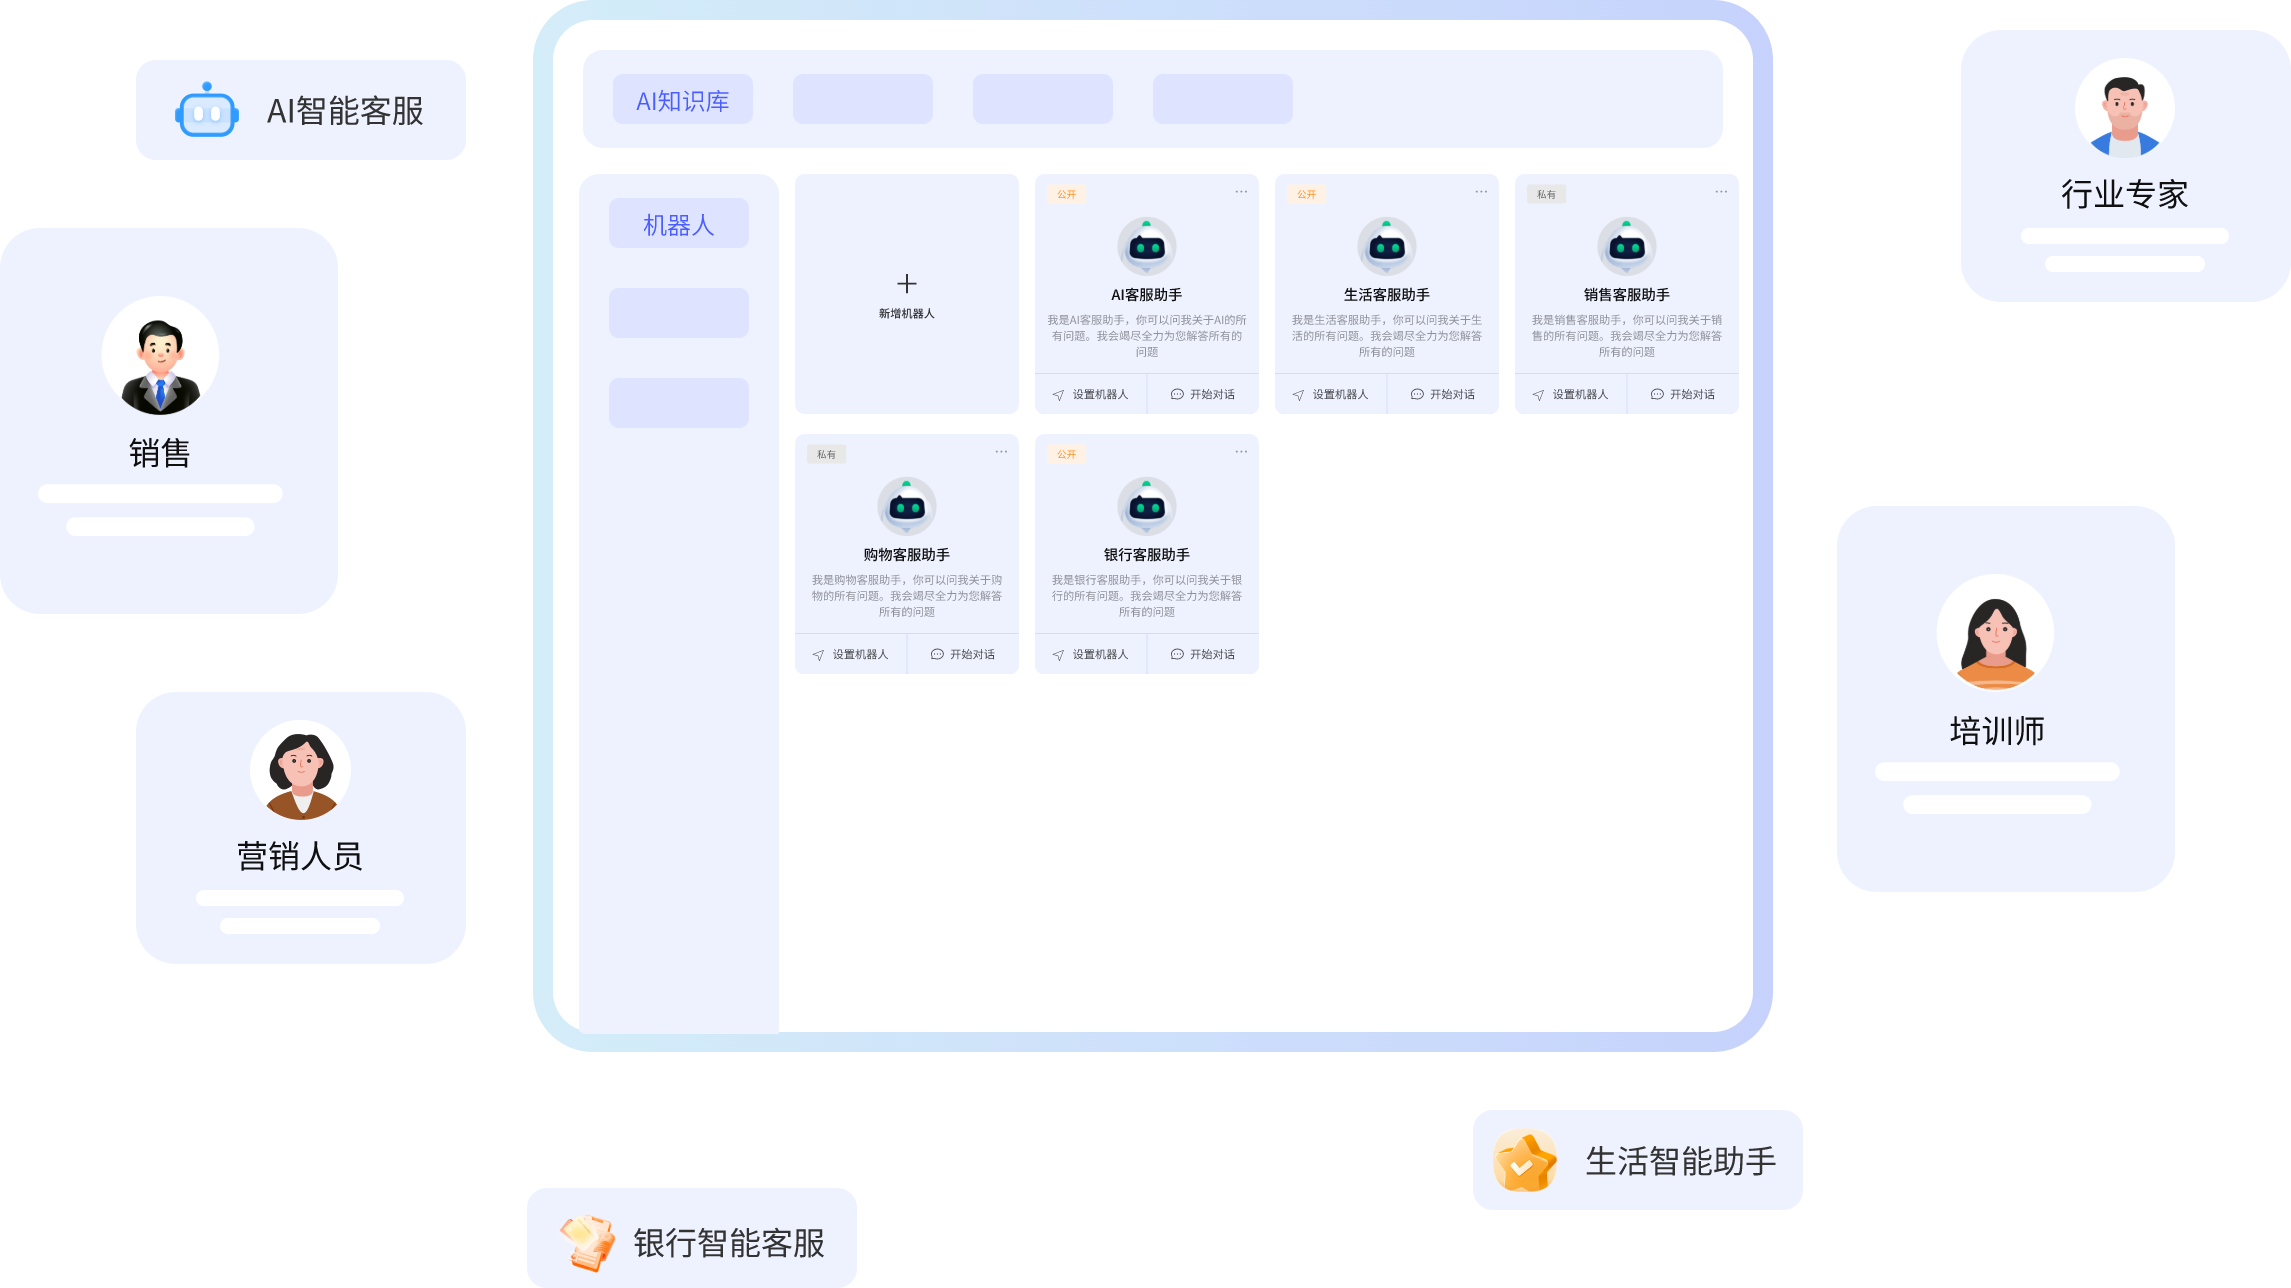 AI智能客服
销售
营销人员
AI知识库
机器人
新增机器人
公开
AI客服助手
我是AI客服助手，你可以问我关于AI的所
有问题。我会竭尽全力为您解答所有的
问题
设置机器人
开始对话
公开
生活客服助手
我是生活客服助手，你可以问我关于生
活的所有问题。我会竭尽全力为您解答
所有的问题
设置机器人
开始对话
私有
销售客服助手
我是销售客服助手，你可以问我关于销
售的所有问题。我会竭尽全力为您解答
所有的问题
设置机器人
开始对话
私有
购物客服助手
我是购物客服助手，你可以问我关于购
物的所有问题。我会竭尽全力为您解答
所有的问题
设置机器人
开始对话
公开
银行客服助手
我是银行客服助手，你可以问我关于银
行的所有问题。我会竭尽全力为您解答
所有的问题
设置机器人
开始对话
行业专家
培训师
生活智能助手
银行智能客服